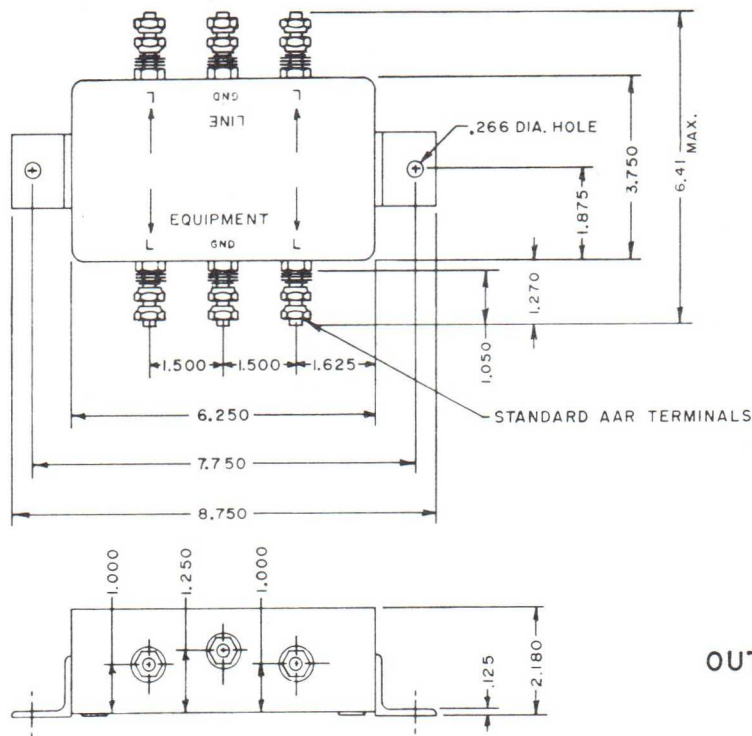 L GND L
LINE
.266 DIA. HOLE
3.750
6.41 MAX.
1.875
EQUIPMENT
L GND L
1.270
1.050
1.500 1.500 1.625
6.250
STANDARD AAR TERMINALS
7.750
8.750
1.000
1.250
1.000
2.180
.125
OUT